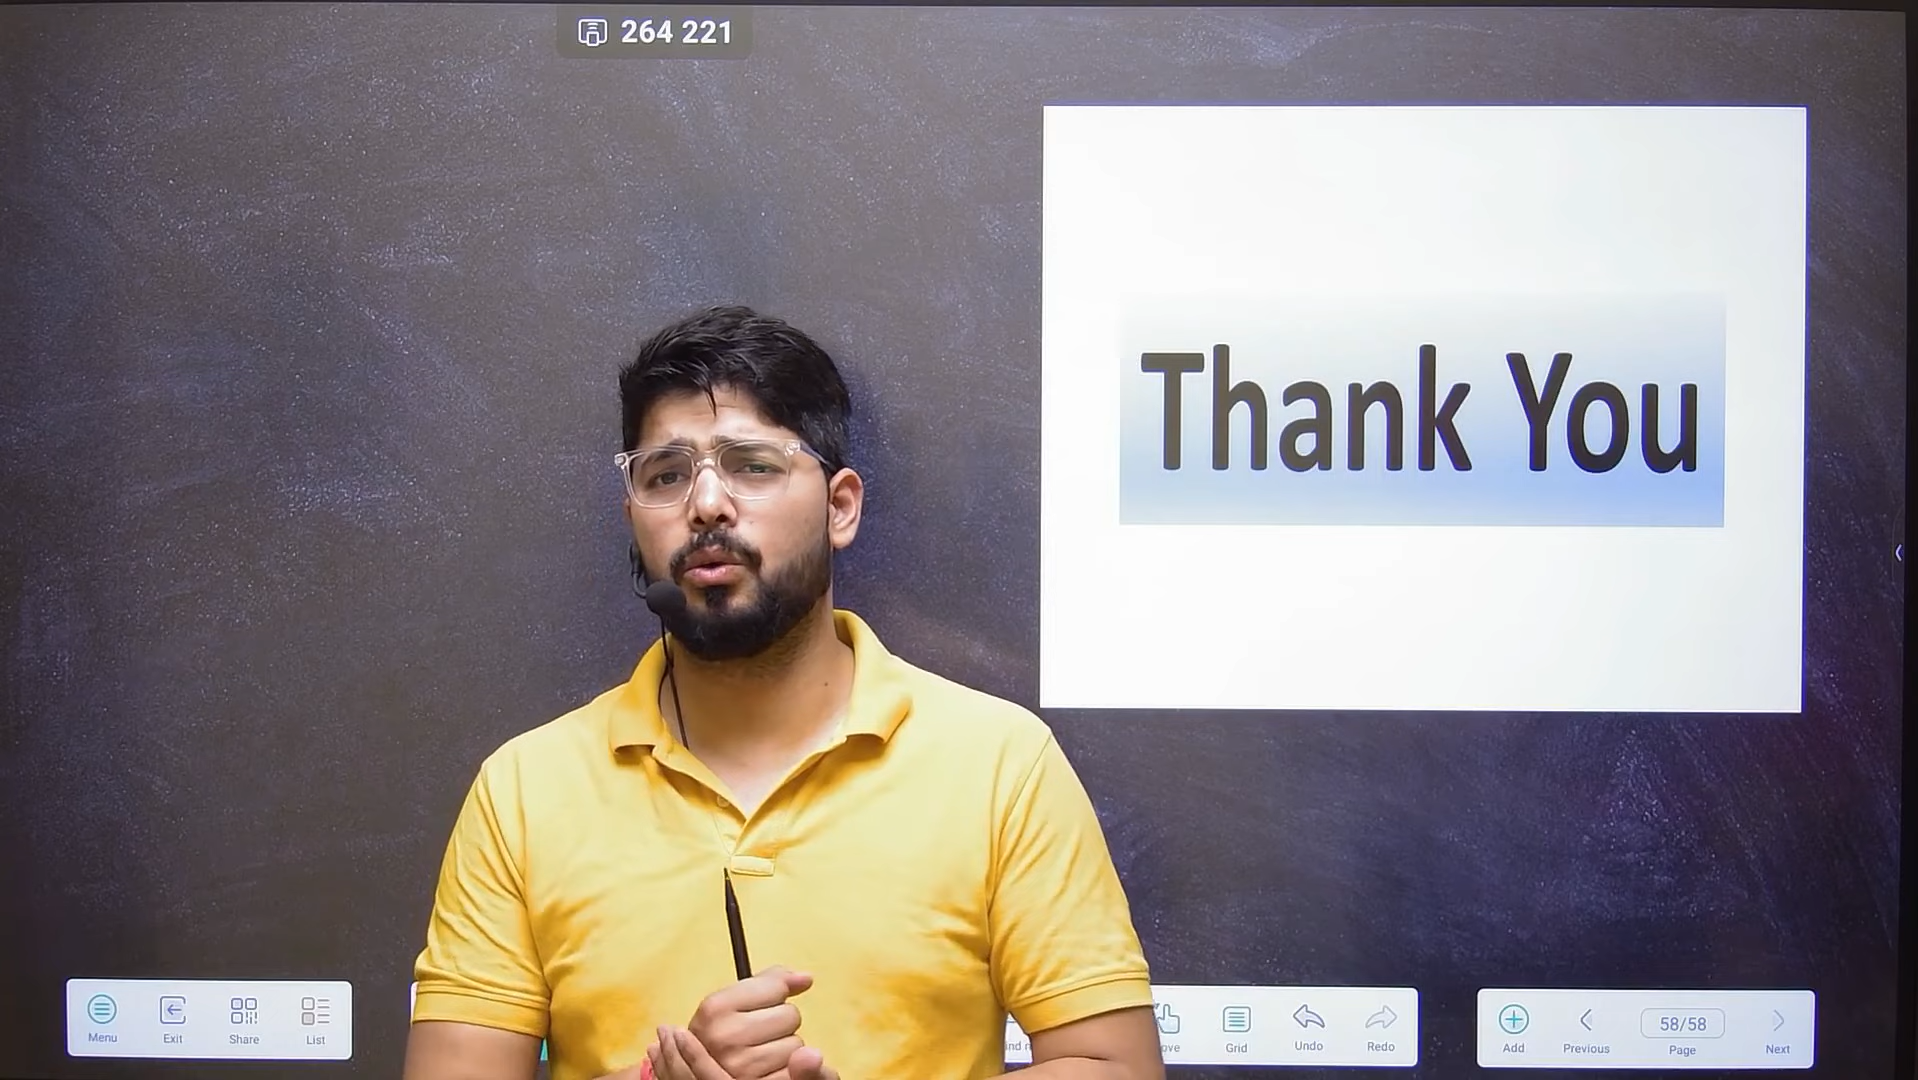 264 221
Thank You
Menu
Exit
Share
List
Grid
Undo
Redo
Add
Previous
58/58
Page
Next